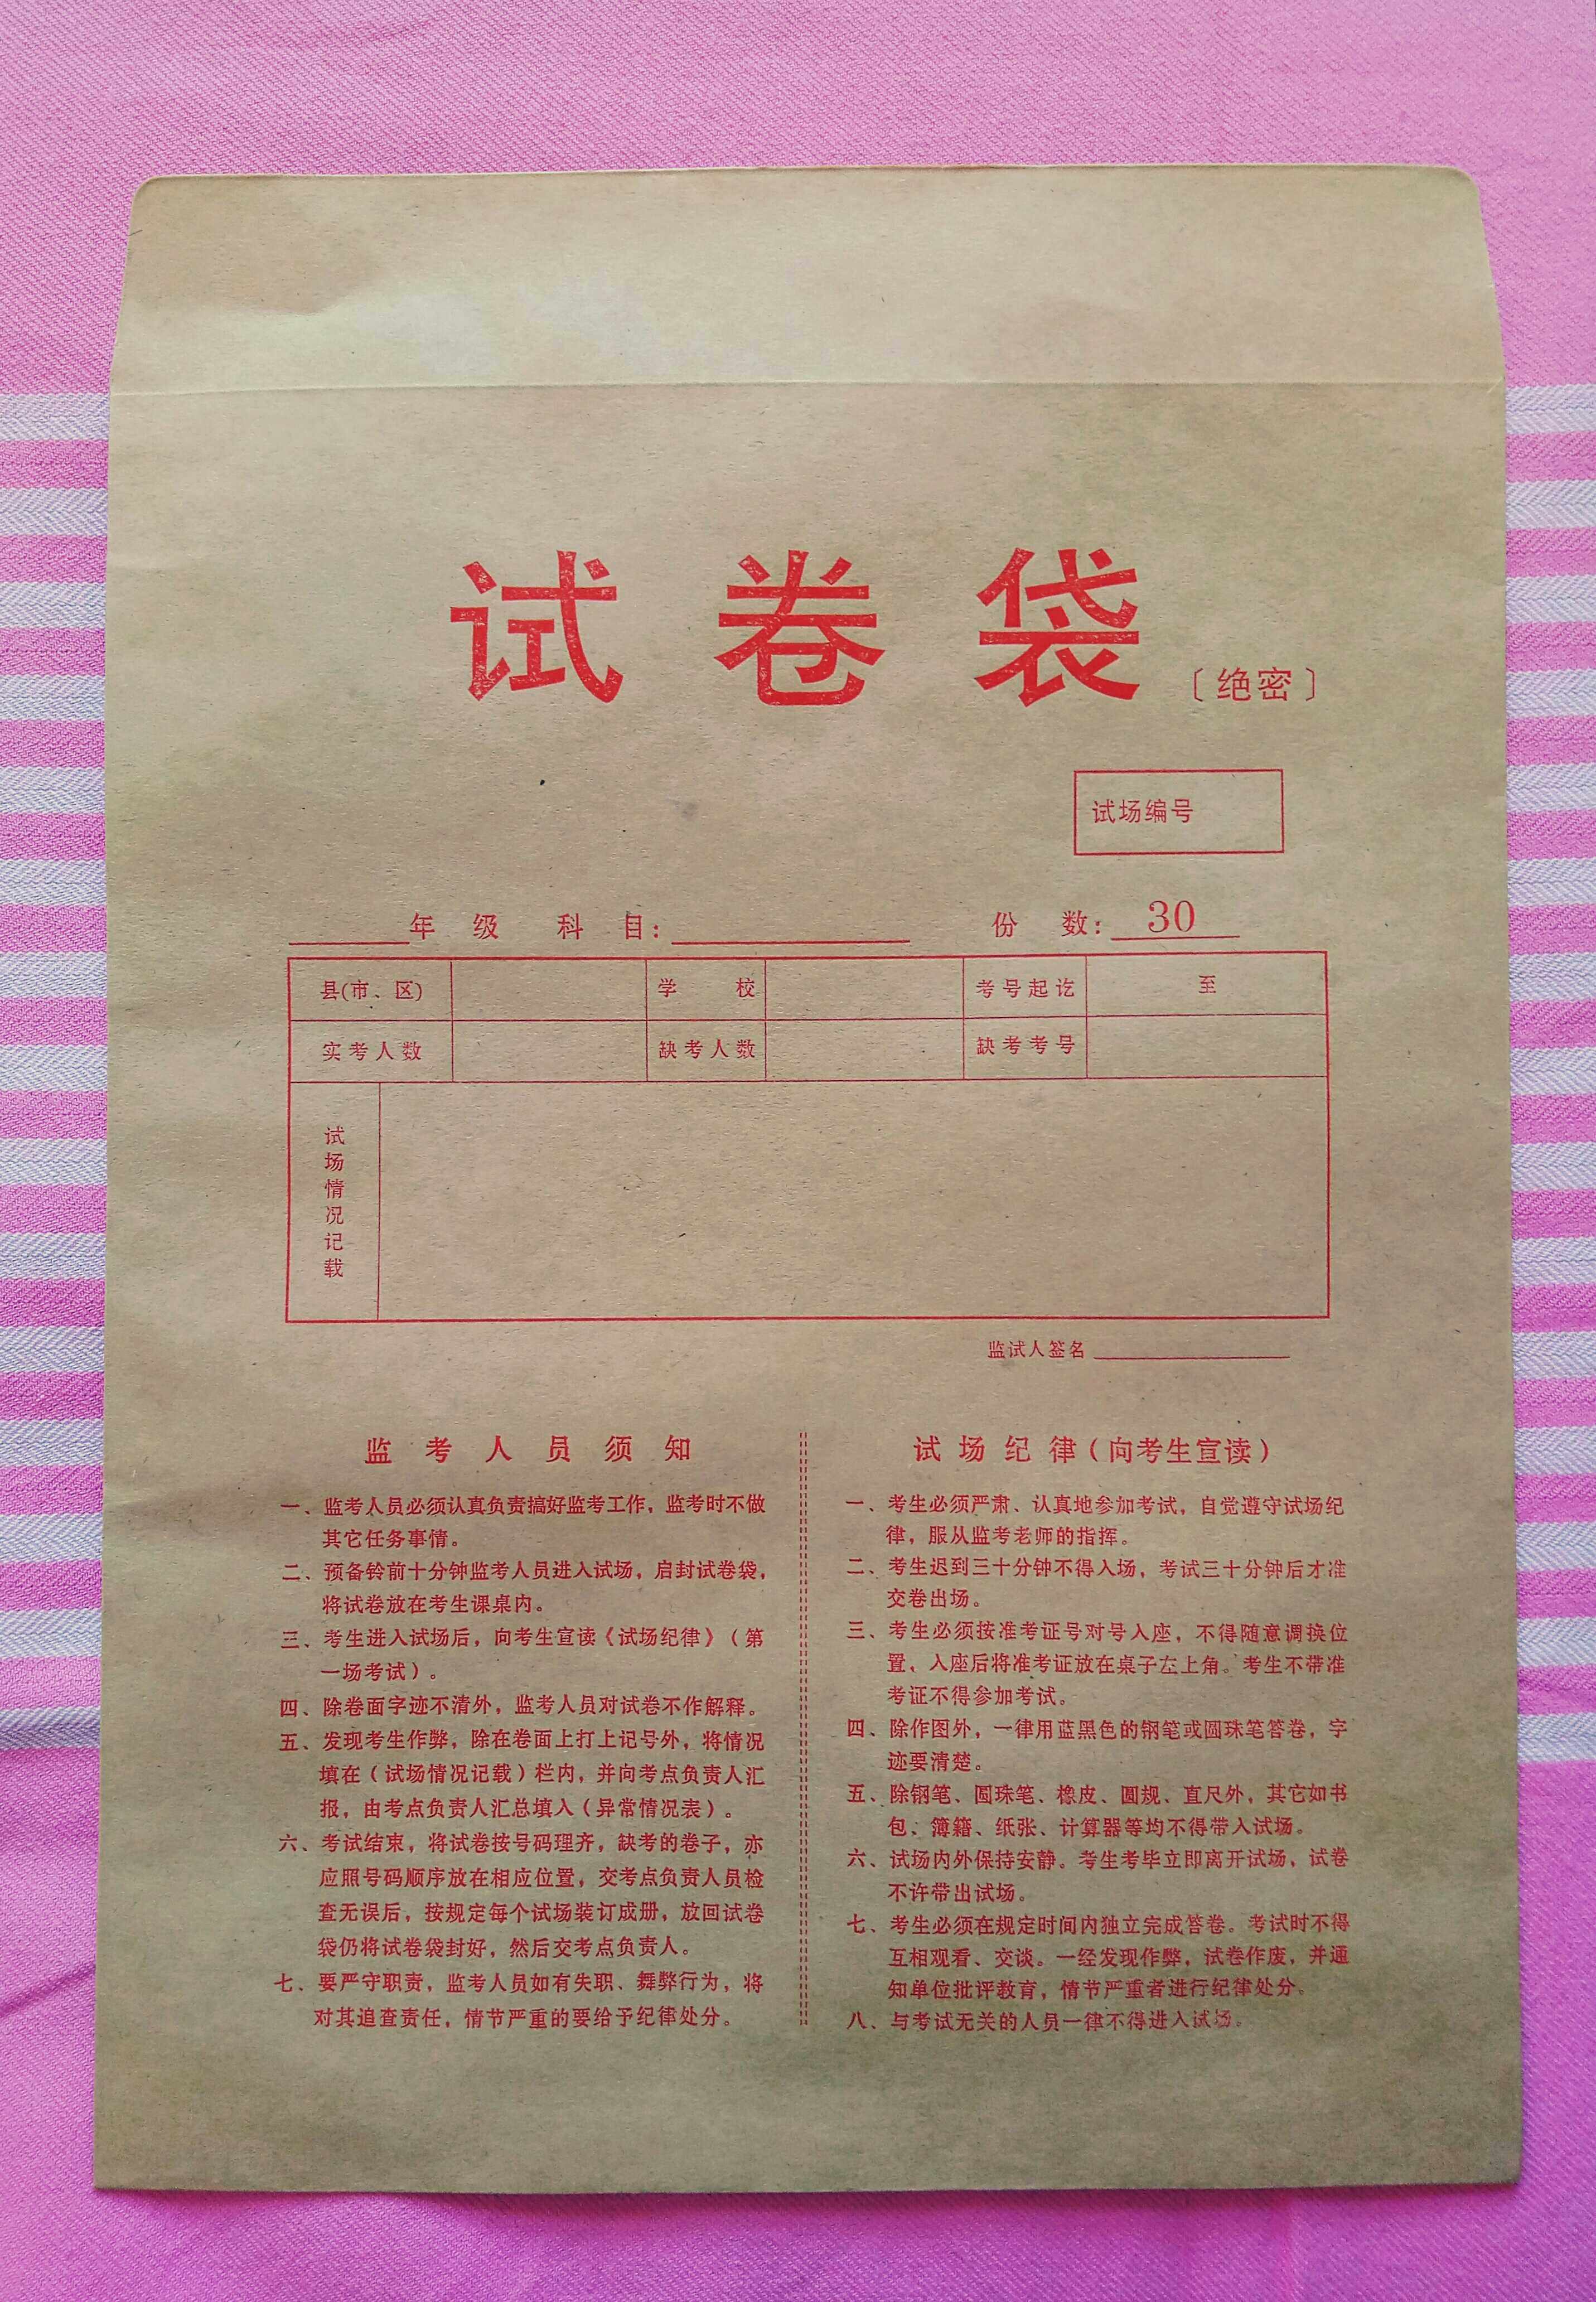 试卷袋〔绝密〕
试场编号
年级 科目: 份数: 30
县(市、区) 学校 考号起讫 至
实考人数 缺考人数 缺考考号
试场情况记载
监试人签名
监考人员须知
一、监考人员必须认真负责搞好监考工作，监考时不做
其它任务事情。
二、预备铃前十分钟监考人员进入试场，启封试卷袋，
将试卷放在考生课桌内。
三、考生进入试场后，向考生宣读《试场纪律》（第
一场考试）。
四、除卷面字迹不清外，监考人员对试卷不作解释。
五、发现考生作弊，除在卷面上打上记号外，将情况
填在（试场情况记载）栏内，并向考点负责人汇
报，由考点负责人汇总填入（异常情况表）。
六、考试结束，将试卷按号码理齐，缺考的卷子，亦
应照号码顺序放在相应位置，交考点负责人员检
查无误后，按规定每个试场装订成册，放回试卷
袋仍将试卷袋封好，然后交考点负责人。
七、要严守职责，监考人员如有失职、舞弊行为，将
对其追查责任，情节严重的要给予纪律处分。
试场纪律（向考生宣读）
一、考生必须严肃、认真地参加考试，自觉遵守试场纪
律，服从监考老师的指挥。
二、考生迟到三十分钟不得入场，考试三十分钟后才准
交卷出场。
三、考生必须按准考证号对号入座，不得随意调换位
置，入座后将准考证放在桌子左上角。考生不带准
考证不得参加考试。
四、除作图外，一律用蓝黑色的钢笔或圆珠笔答卷，字
迹要清楚。
五、除钢笔、圆珠笔、橡皮、圆规、直尺外，其它如书
包、簿籍、纸张、计算器等均不得带入试场。
六、试场内外保持安静。考生考毕立即离开试场，试卷
不许带出试场。
七、考生必须在规定时间内独立完成答卷。考试时不得
互相观看、交谈。一经发现作弊，试卷作废，并通
知单位批评教育，情节严重者进行纪律处分。
八、与考试无关的人员一律不得进入试场。